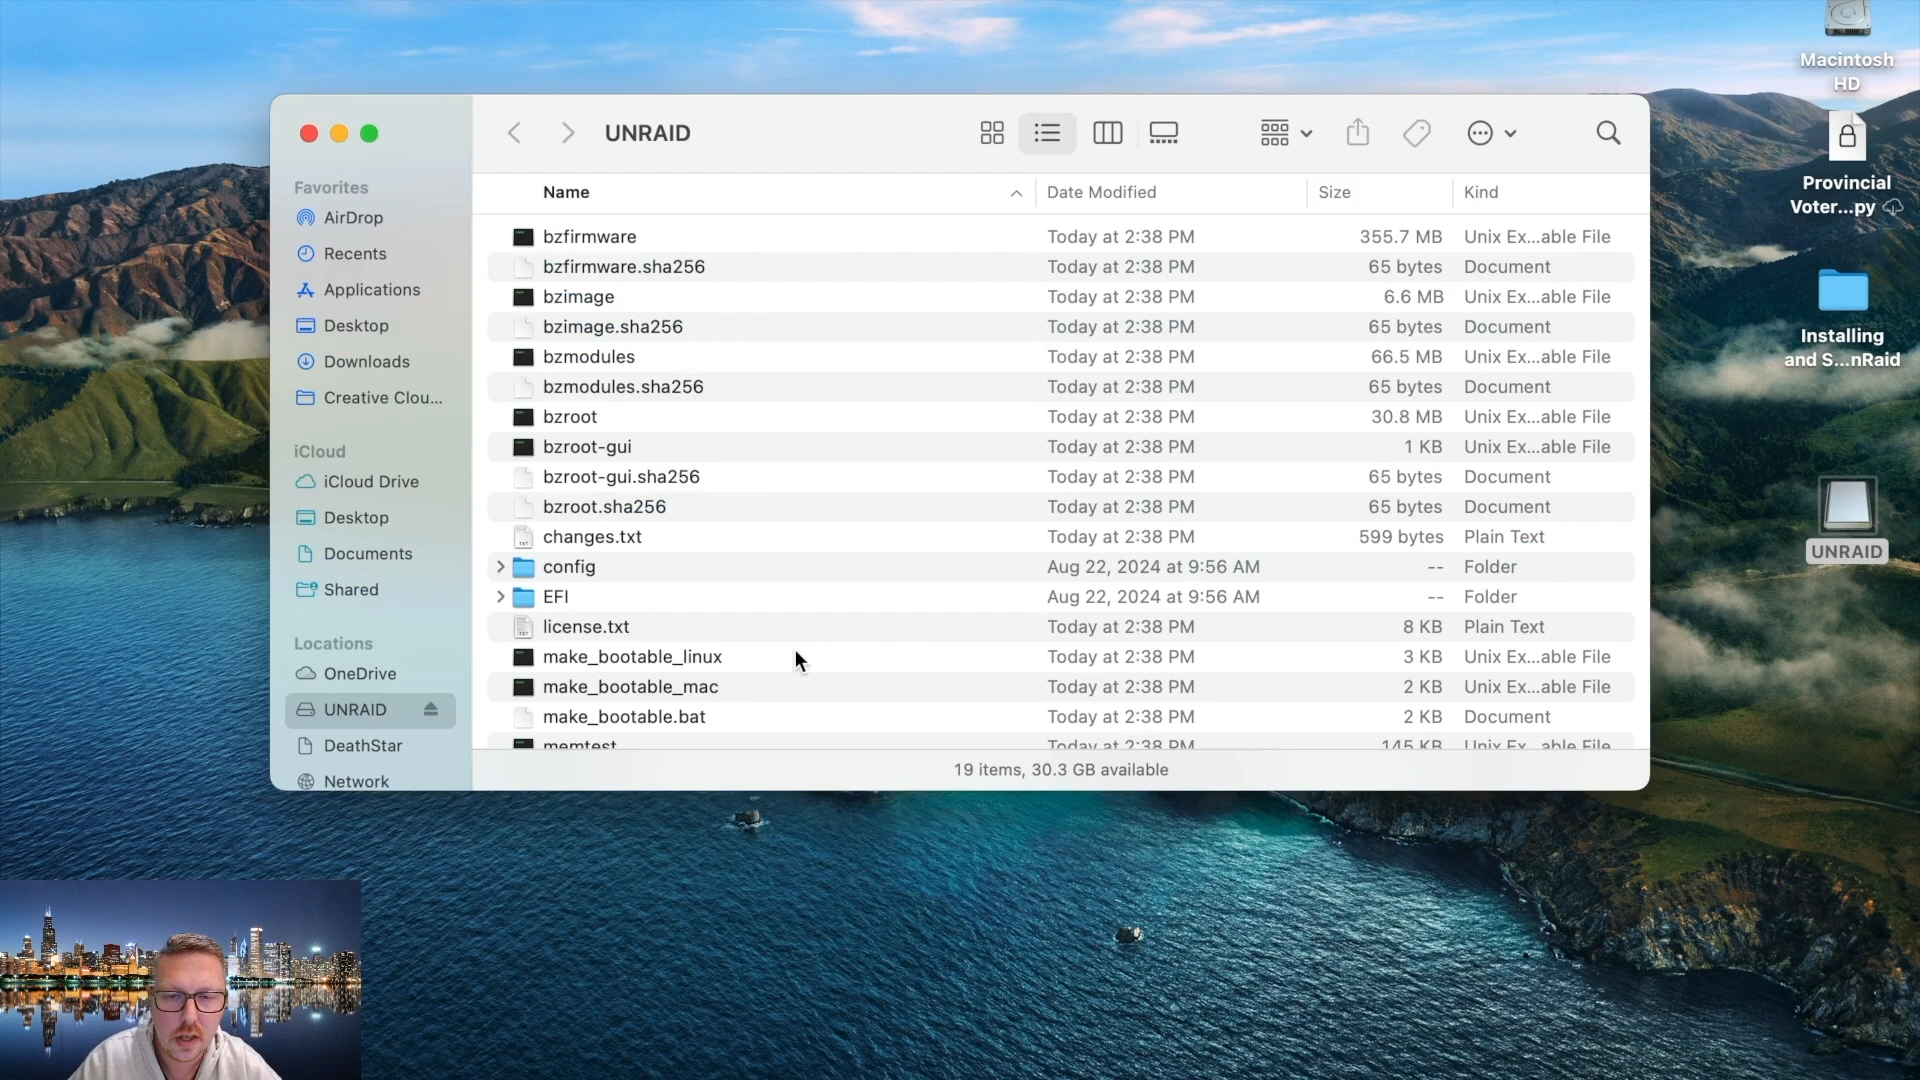 UNRAID
Favorites
AirDrop
Recents
Applications
Desktop
Downloads
Creative Clou...
iCloud
iCloud Drive
Desktop
Documents
Shared
Locations
OneDrive
UNRAID
DeathStar
Network
Name Date Modified Size Kind
bzfirmware Today at 2:38 PM 355.7 MB Unix Ex...able File
bzfirmware.sha256 Today at 2:38 PM 65 bytes Document
bzimage Today at 2:38 PM 6.6 MB Unix Ex...able File
bzimage.sha256 Today at 2:38 PM 65 bytes Document
bzmodules Today at 2:38 PM 66.5 MB Unix Ex...able File
bzmodules.sha256 Today at 2:38 PM 65 bytes Document
bzroot Today at 2:38 PM 30.8 MB Unix Ex...able File
bzroot-gui Today at 2:38 PM 1 KB Unix Ex...able File
bzroot-gui.sha256 Today at 2:38 PM 65 bytes Document
bzroot.sha256 Today at 2:38 PM 65 bytes Document
changes.txt Today at 2:38 PM 599 bytes Plain Text
config Aug 22, 2024 at 9:56 AM -- Folder
EFI Aug 22, 2024 at 9:56 AM -- Folder
license.txt Today at 2:38 PM 8 KB Plain Text
make_bootable_linux Today at 2:38 PM 3 KB Unix Ex...able File
make_bootable_mac Today at 2:38 PM 2 KB Unix Ex...able File
make_bootable.bat Today at 2:38 PM 2 KB Document
memtest Today at 2:38 PM 145 KB Unix Ex...able File
19 items, 30.3 GB available
Macintosh
HD
Provincial
Voter...py
Installing
and S...nRaid
UNRAID